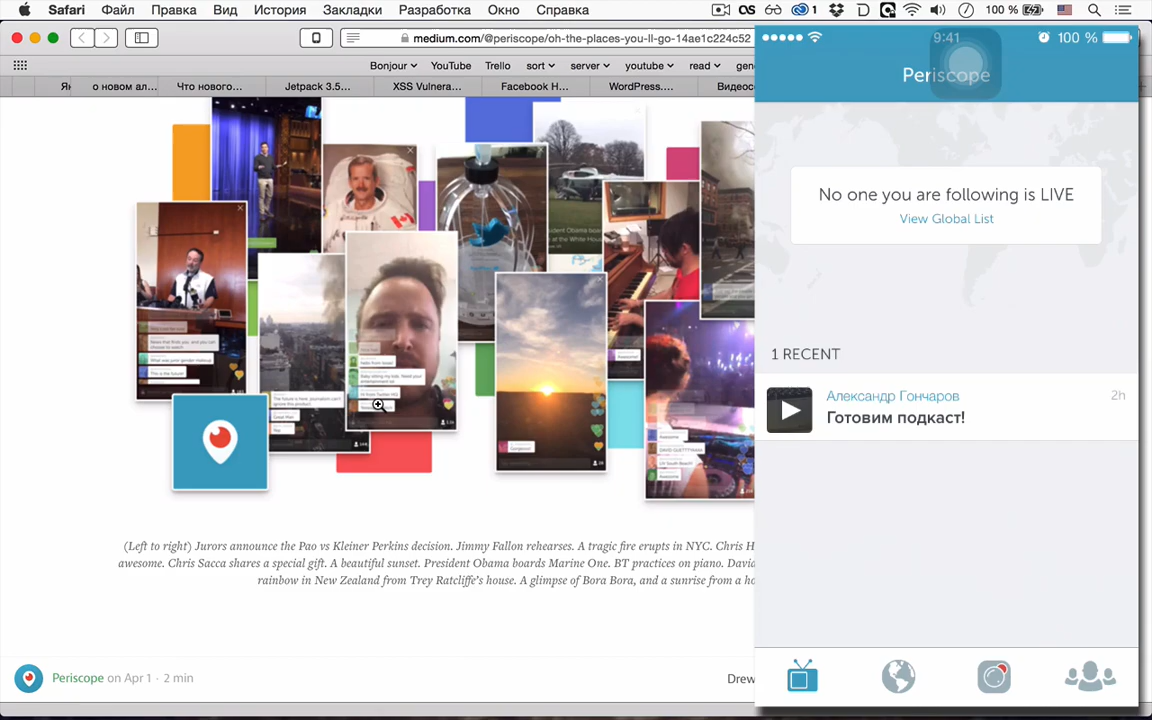 Safari Файл Правка Вид История Закладки Разработка Окно Справка
1 100 %
medium.com/@periscope/oh-the-places-you-ll-go-14ae1c224c52
Bonjour YouTube Trello sort server youtube read gen
Як о новом ал... Что нового... Jetpack 3.5... XSS Vulnera... Facebook H... WordPress.... Видеос
(Left to right) Jurors announce the Pao vs Kleiner Perkins decision. Jimmy Fallon rehearses. A tragic fire erupts in NYC. Chris H
awesome. Chris Sacca shares a special gift. A beautiful sunset. President Obama boards Marine One. BT practices on piano. David
rainbow in New Zealand from Trey Ratcliffe's house. A glimpse of Bora Bora, and a sunrise from a ho
Periscope on Apr 1 · 2 min
Drew
9:41 100 %
Periscope
No one you are following is LIVE
View Global List
1 RECENT
Александр Гончаров 2h
Готовим подкаст!